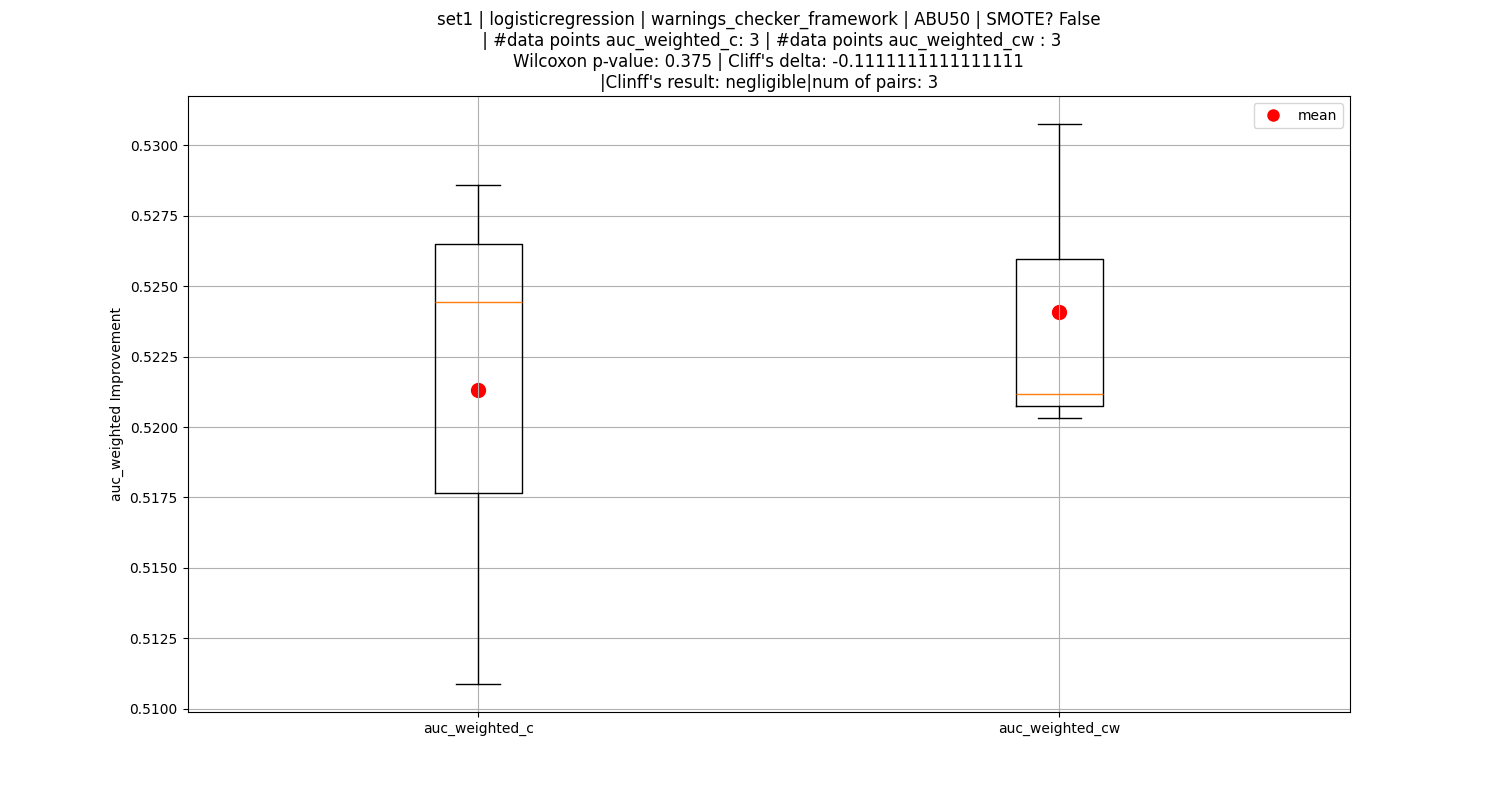 set1 | logisticregression | warnings_checker_framework | ABU50 | SMOTE? False
| #data points auc_weighted_c: 3 | #data points auc_weighted_cw : 3
Wilcoxon p-value: 0.375 | Cliff's delta: -0.1111111111111111
|Clinff's result: negligible|num of pairs: 3
mean
0.5300
0.5275
0.5250
0.5225
0.5200
0.5175
0.5150
0.5125
0.5100
auc_weighted Improvement
auc_weighted_c
auc_weighted_cw